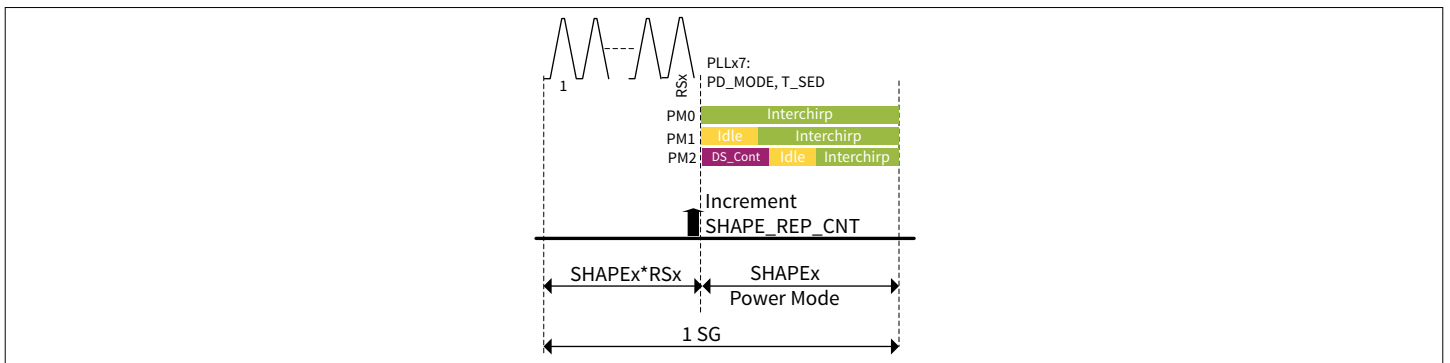 1
RSx
PLLx7:
PD_MODE, T_SED
PM0
Interchirp
PM1
Idle
Interchirp
PM2
DS_Cont
Idle
Interchirp
Increment
SHAPE_REP_CNT
SHAPEx*RSx
SHAPEx
Power Mode
1 SG